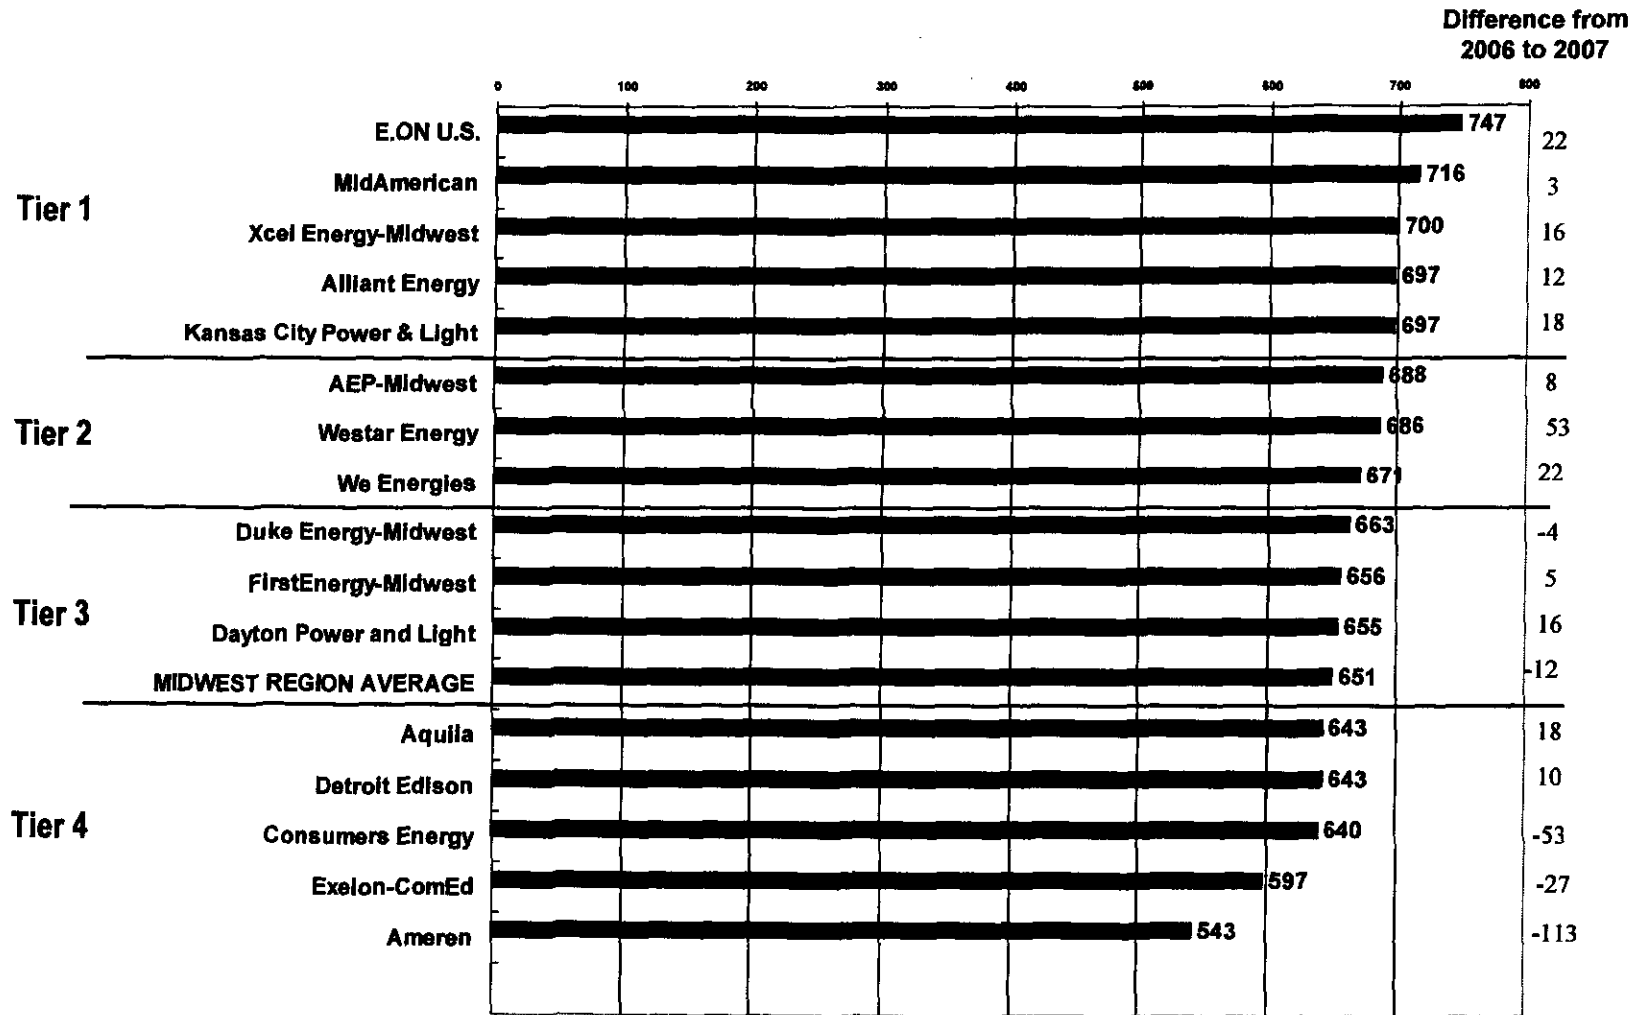 Difference from
2006 to 2007
0 100 200 300 400 500 600 700 800
E.ON U.S. 747 22
MidAmerican 716 3
Tier 1
Xcel Energy-Midwest 700 16
Alliant Energy 697 12
Kansas City Power & Light 697 18
AEP-Midwest 688 8
Tier 2 Westar Energy 686 53
We Energies 671 22
Duke Energy-Midwest 663 -4
FirstEnergy-Midwest 656 5
Tier 3
Dayton Power and Light 655 16
MIDWEST REGION AVERAGE 651 -12
Aquila 643 18
Detroit Edison 643 10
Tier 4 Consumers Energy 640 -53
Exelon-ComEd 597 -27
Ameren 543 -113